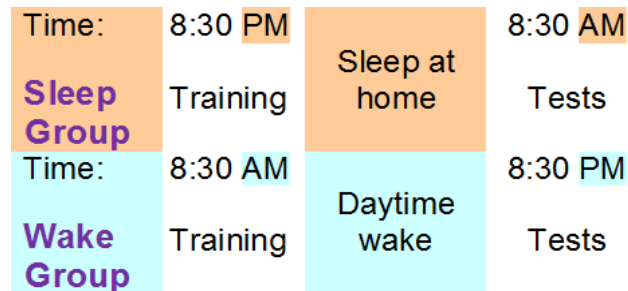 Time: 8:30 PM 8:30 AM
Sleep at
Sleep Training home Tests
Group
Time: 8:30 AM 8:30 PM
Daytime
Wake Training wake Tests
Group